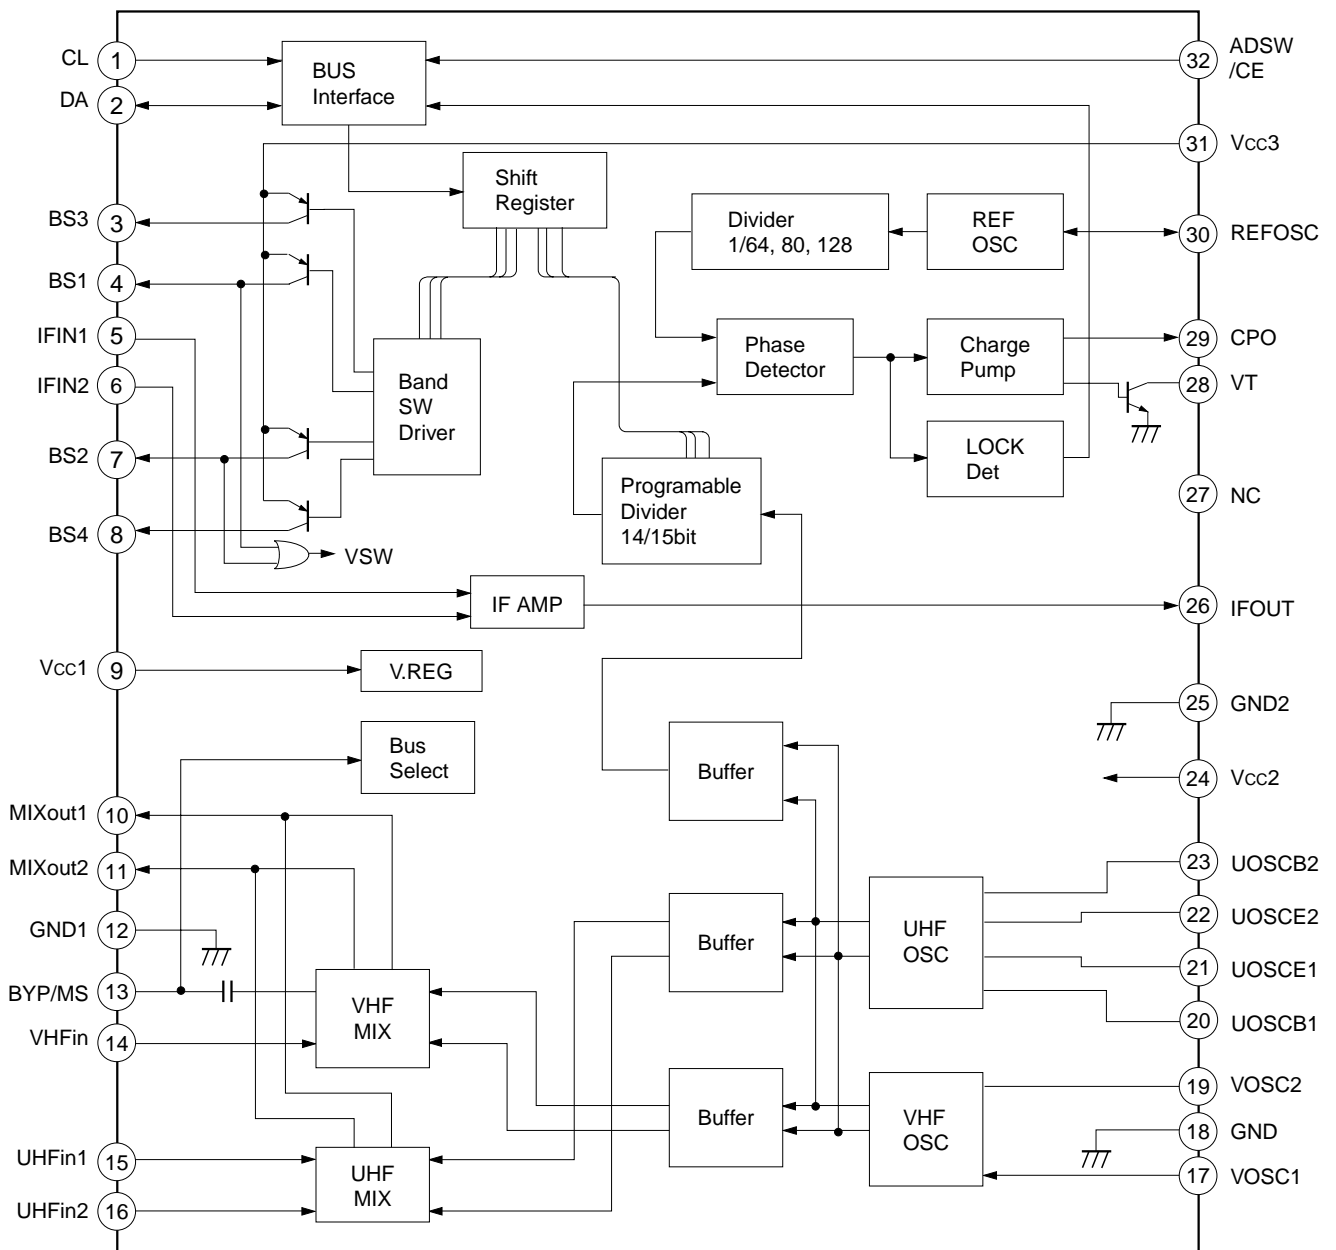 CL 1
DA 2
BS3 3
BS1 4
IFIN1 5
IFIN2 6
BS2 7
BS4 8
Vcc1 9
MIXout1 10
MIXout2 11
GND1 12
BYP/MS 13
VHFin 14
UHFin1 15
UHFin2 16
BUS
Interface
Shift
Register
Divider
1/64, 80, 128
REF
OSC
Phase
Detector
Charge
Pump
Band
SW
Driver
LOCK
Det
Programable
Divider
14/15bit
VSW
IF AMP
V.REG
Bus
Select
Buffer
Buffer
UHF
OSC
VHF
MIX
Buffer
VHF
OSC
UHF
MIX
32 ADSW
/CE
31 Vcc3
30 REFOSC
29 CPO
28 VT
27 NC
26 IFOUT
25 GND2
24 Vcc2
23 UOSCB2
22 UOSCE2
21 UOSCE1
20 UOSCB1
19 VOSC2
18 GND
17 VOSC1